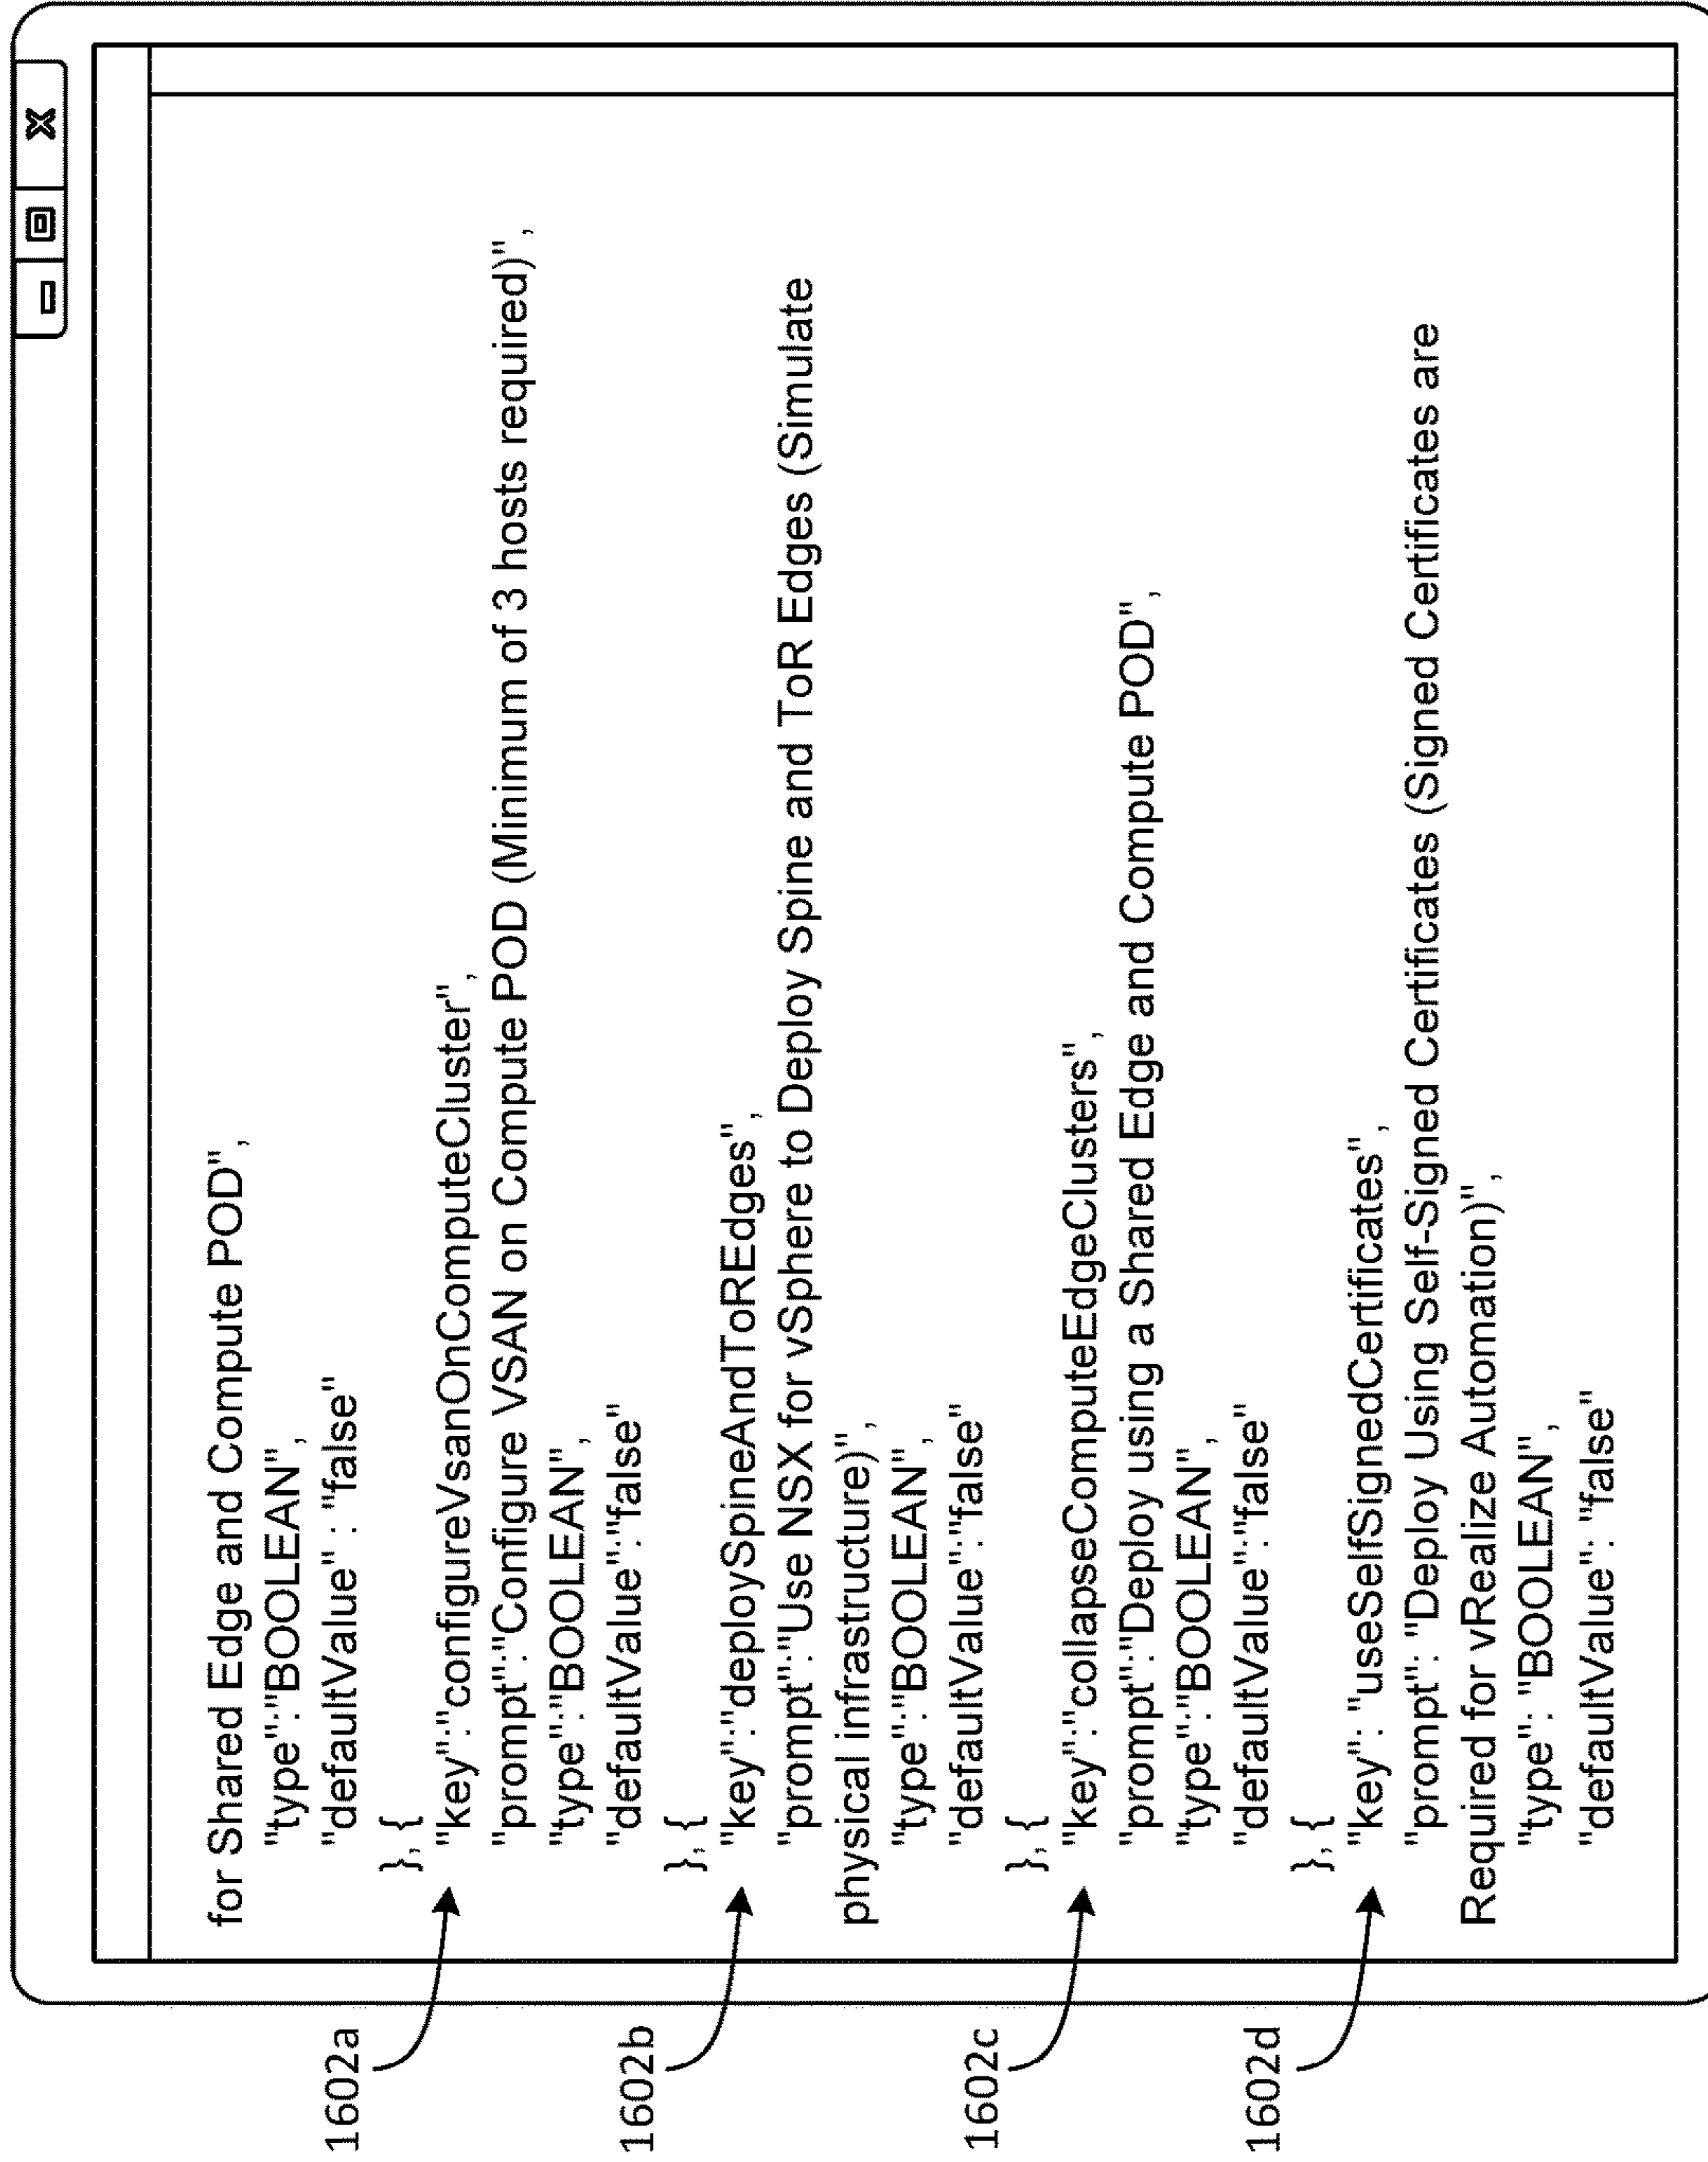 for Shared Edge and Compute POD",
"type":"BOOLEAN",
"defaultValue" : "false"
}, {
1602a
"key":"configureVsanOnComputeCluster",
"prompt":"Configure VSAN on Compute POD (Minimum of 3 hosts required)",
"type":"BOOLEAN",
"defaultValue":"false"
}, {
1602b
"key":"deploySpineAndToREdges",
"prompt":"Use NSX for vSphere to Deploy Spine and ToR Edges (Simulate
physical infrastructure)",
"type":"BOOLEAN",
"defaultValue":"false"
}, {
1602c
"key":"collapseComputeEdgeClusters",
"prompt":"Deploy using a Shared Edge and Compute POD",
"type":"BOOLEAN",
"defaultValue":"false"
}, {
1602d
"key": "useSelfSignedCertificates",
"prompt": "Deploy Using Self-Signed Certificates (Signed Certificates are
Required for vRealize Automation)",
"type": "BOOLEAN",
"defaultValue": "false"